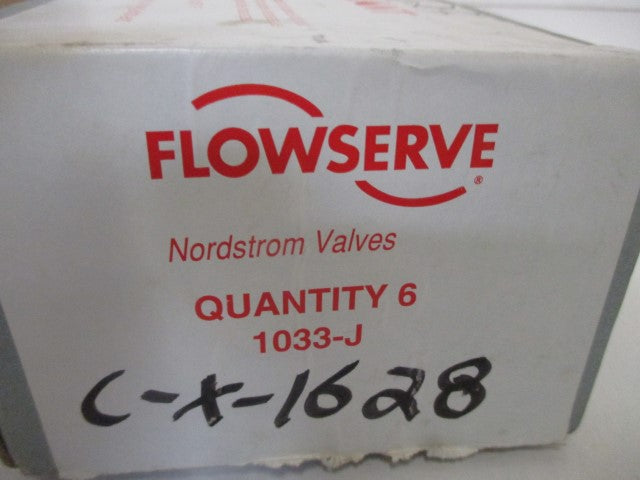 FLOWSERVE®
Nordstrom Valves
QUANTITY 6
1033-J
C-X-1628